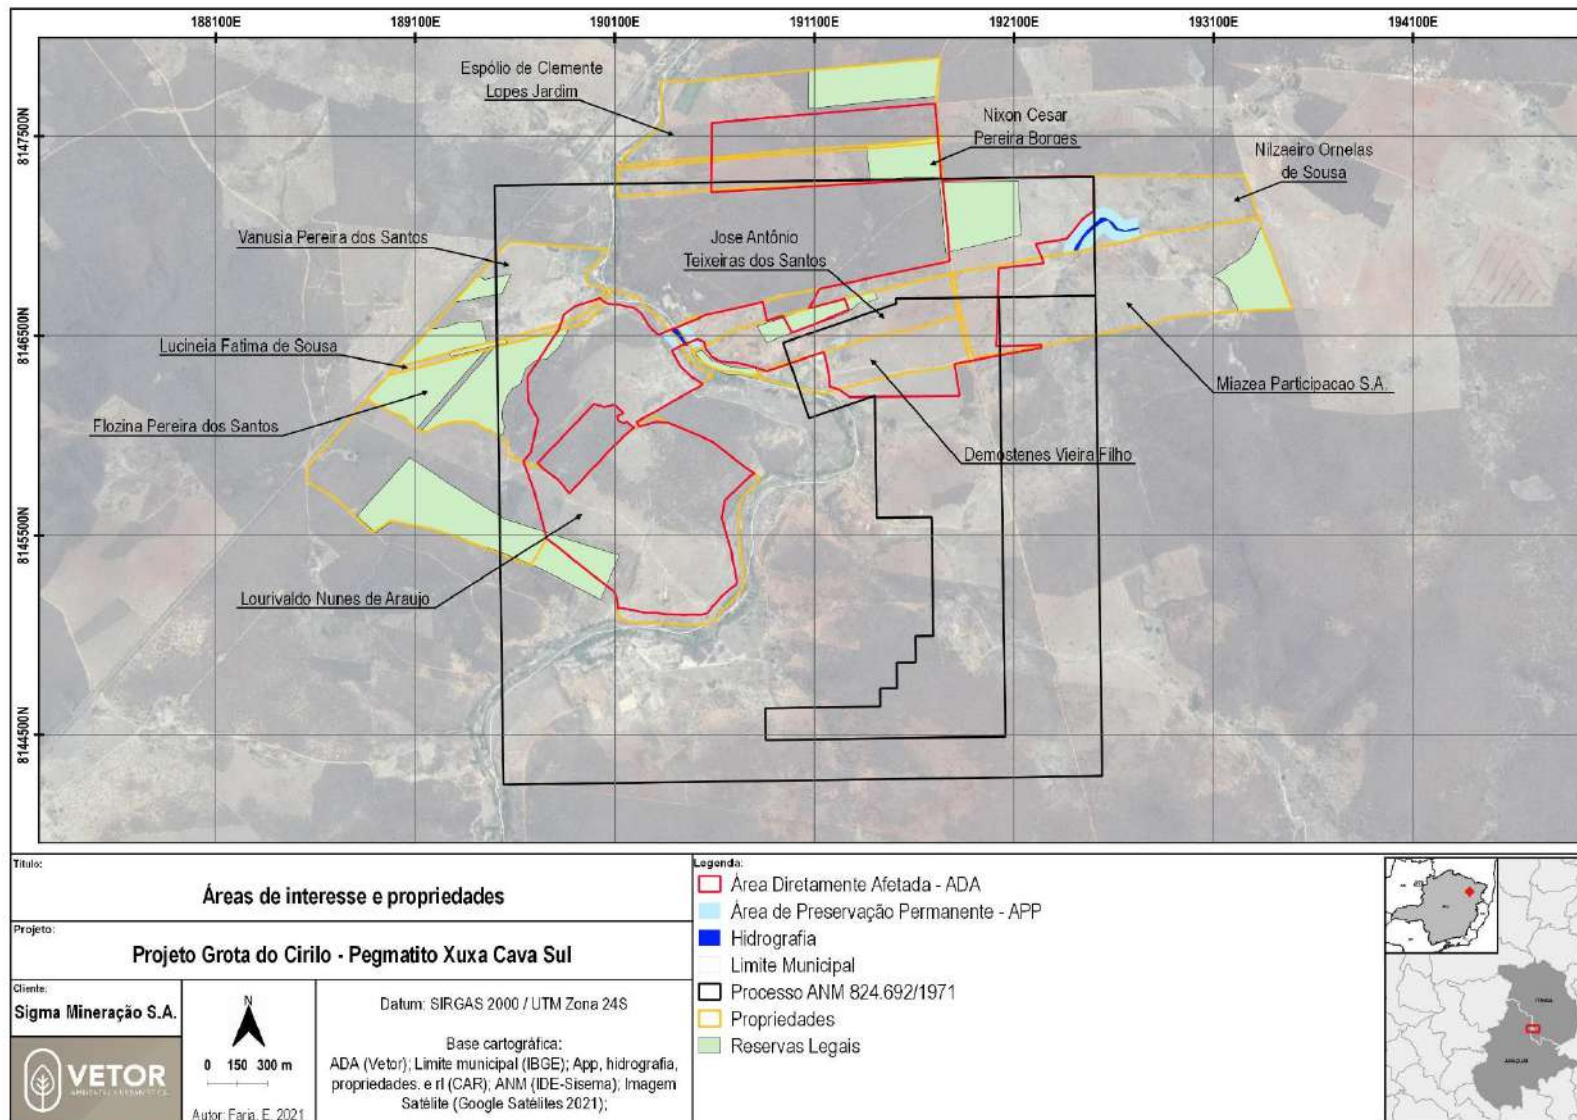 188100E 189100E 190100E 191100E 192100E 193100E 194100E
8147500N
8146500N
8145500N
8144500N
Espólio de Clemente
Lopes Jardim
Nixon Cesar
Pereira Borges
Nilzaeiro Ornelas
de Sousa
Vanusia Pereira dos Santos
Jose Antônio
Teixeiras dos Santos
Lucineia Fatima de Sousa
Flozina Pereira dos Santos
Miazea Participacao S.A.
Demóstenes Vieira Filho
Lourivaldo Nunes de Araujo
Título:
Áreas de interesse e propriedades
Projeto:
Projeto Grota do Cirilo - Pegmatito Xuxa Cava Sul
Cliente:
Sigma Mineração S.A.
VETOR
N
0 150 300 m
Autor: Faria, E. 2021
Datum: SIRGAS 2000 / UTM Zona 24S
Base cartográfica:
ADA (Vetor); Limite municipal (IBGE); App, hidrografia,
propriedades. e rl (CAR); ANM (IDE-Sisema); Imagem
Satélite (Google Satélites 2021);
Legenda:
Área Diretamente Afetada - ADA
Área de Preservação Permanente - APP
Hidrografia
Limite Municipal
Processo ANM 824.692/1971
Propriedades
Reservas Legais